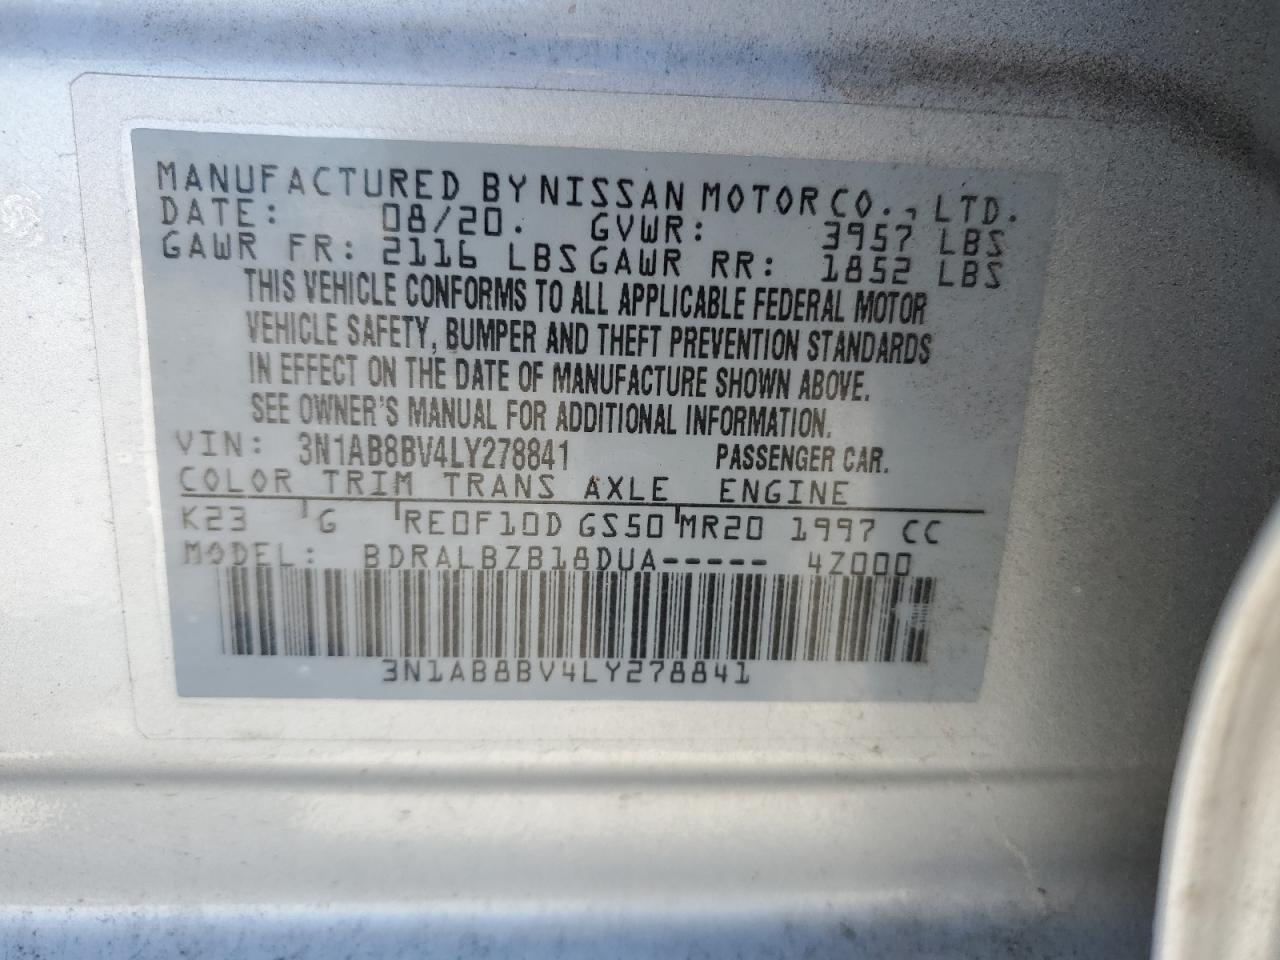 MANUFACTURED BY NISSAN MOTOR CO., LTD.
DATE: 08/20. GVWR: 3957 LBS
GAWR FR: 2116 LBS GAWR RR: 1852 LBS
THIS VEHICLE CONFORMS TO ALL APPLICABLE FEDERAL MOTOR
VEHICLE SAFETY, BUMPER AND THEFT PREVENTION STANDARDS
IN EFFECT ON THE DATE OF MANUFACTURE SHOWN ABOVE.
SEE OWNER'S MANUAL FOR ADDITIONAL INFORMATION.
VIN: 3N1AB8BV4LY278841 PASSENGER CAR.
COLOR TRIM TRANS AXLE ENGINE
K23 G RE0F10D GS50 MR20 1997 CC
MODEL: BDRALBZB18DUA----- 4Z000
3N1AB8BV4LY278841